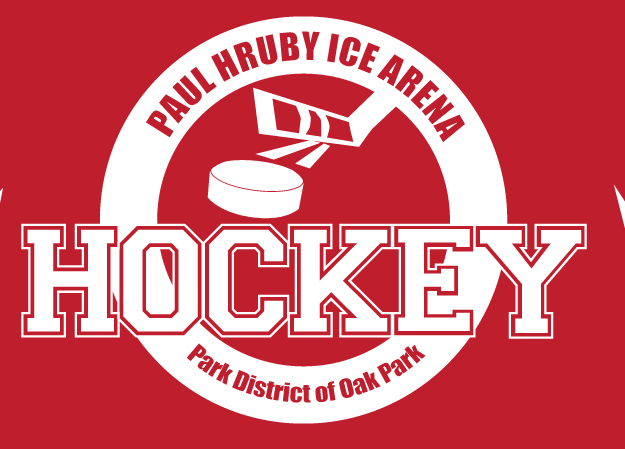 PAUL HRUBY ICE ARENA
HOCKEY
Park District of Oak Park